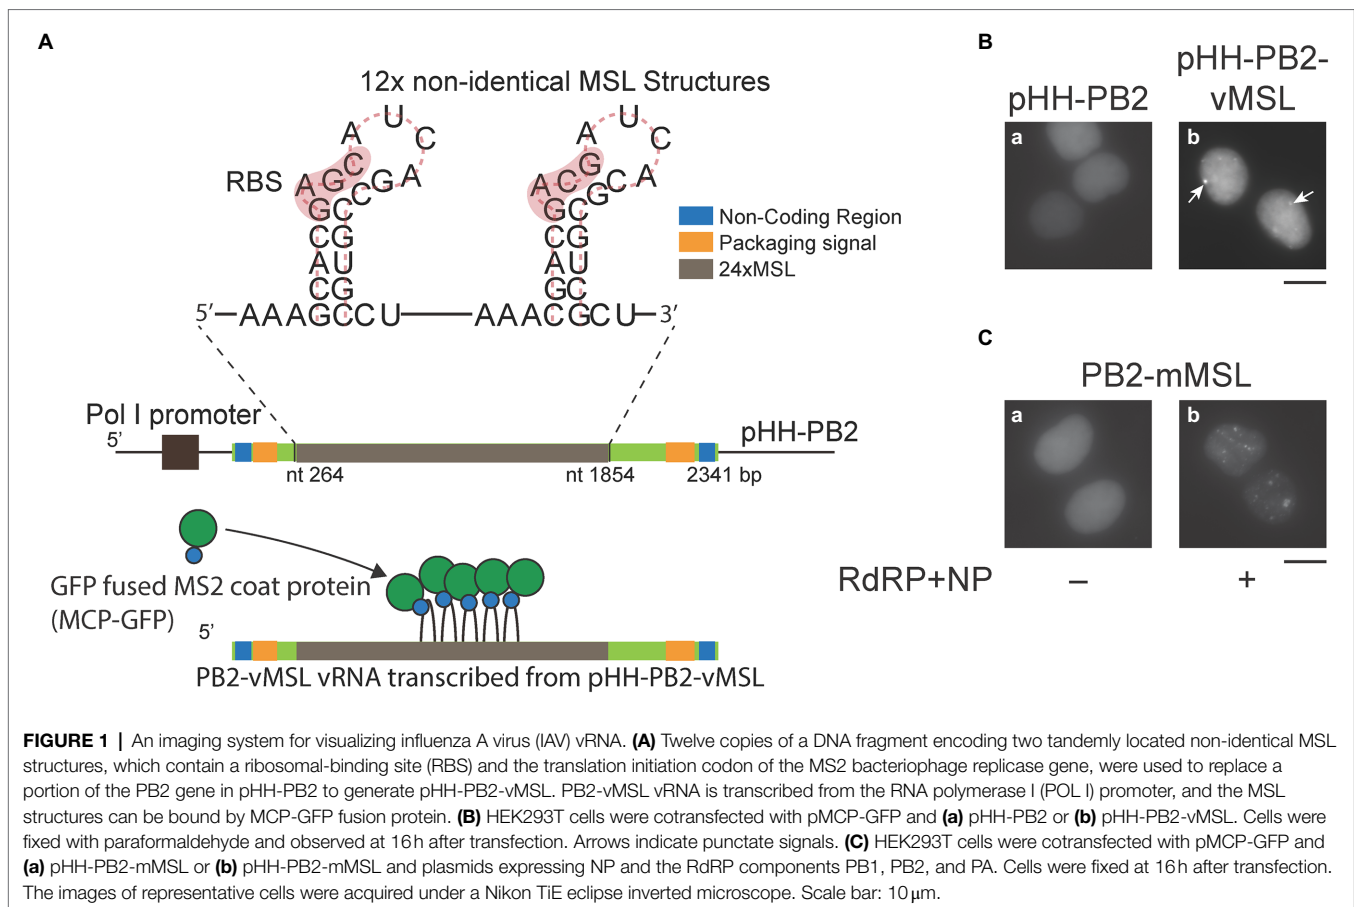 A
12x non-identical MSL Structures
A U C
A G C
C G A
RBS
G C
C G
A U
C G
5’ AAAGCCU
A U C
A C G
G C A
G C
C G
A U
G C
AAACGCU 3’
Non-Coding Region
Packaging signal
24xMSL
Pol I promoter
5’
pHH-PB2
nt 264
nt 1854
2341 bp
GFP fused MS2 coat protein
(MCP-GFP)
5’
PB2-vMSL vRNA transcribed from pHH-PB2-vMSL
B
pHH-PB2
pHH-PB2-
vMSL
a
b
C
PB2-mMSL
a
b
RdRP+NP
–
+
FIGURE 1 | An imaging system for visualizing influenza A virus (IAV) vRNA. (A) Twelve copies of a DNA fragment encoding two tandemly located non-identical MSL
structures, which contain a ribosomal-binding site (RBS) and the translation initiation codon of the MS2 bacteriophage replicase gene, were used to replace a
portion of the PB2 gene in pHH-PB2 to generate pHH-PB2-vMSL. PB2-vMSL vRNA is transcribed from the RNA polymerase I (POL I) promoter, and the MSL
structures can be bound by MCP-GFP fusion protein. (B) HEK293T cells were cotransfected with pMCP-GFP and (a) pHH-PB2 or (b) pHH-PB2-vMSL. Cells were
fixed with paraformaldehyde and observed at 16 h after transfection. Arrows indicate punctate signals. (C) HEK293T cells were cotransfected with pMCP-GFP and
(a) pHH-PB2-mMSL or (b) pHH-PB2-mMSL and plasmids expressing NP and the RdRP components PB1, PB2, and PA. Cells were fixed at 16 h after transfection.
The images of representative cells were acquired under a Nikon TiE eclipse inverted microscope. Scale bar: 10 μm.